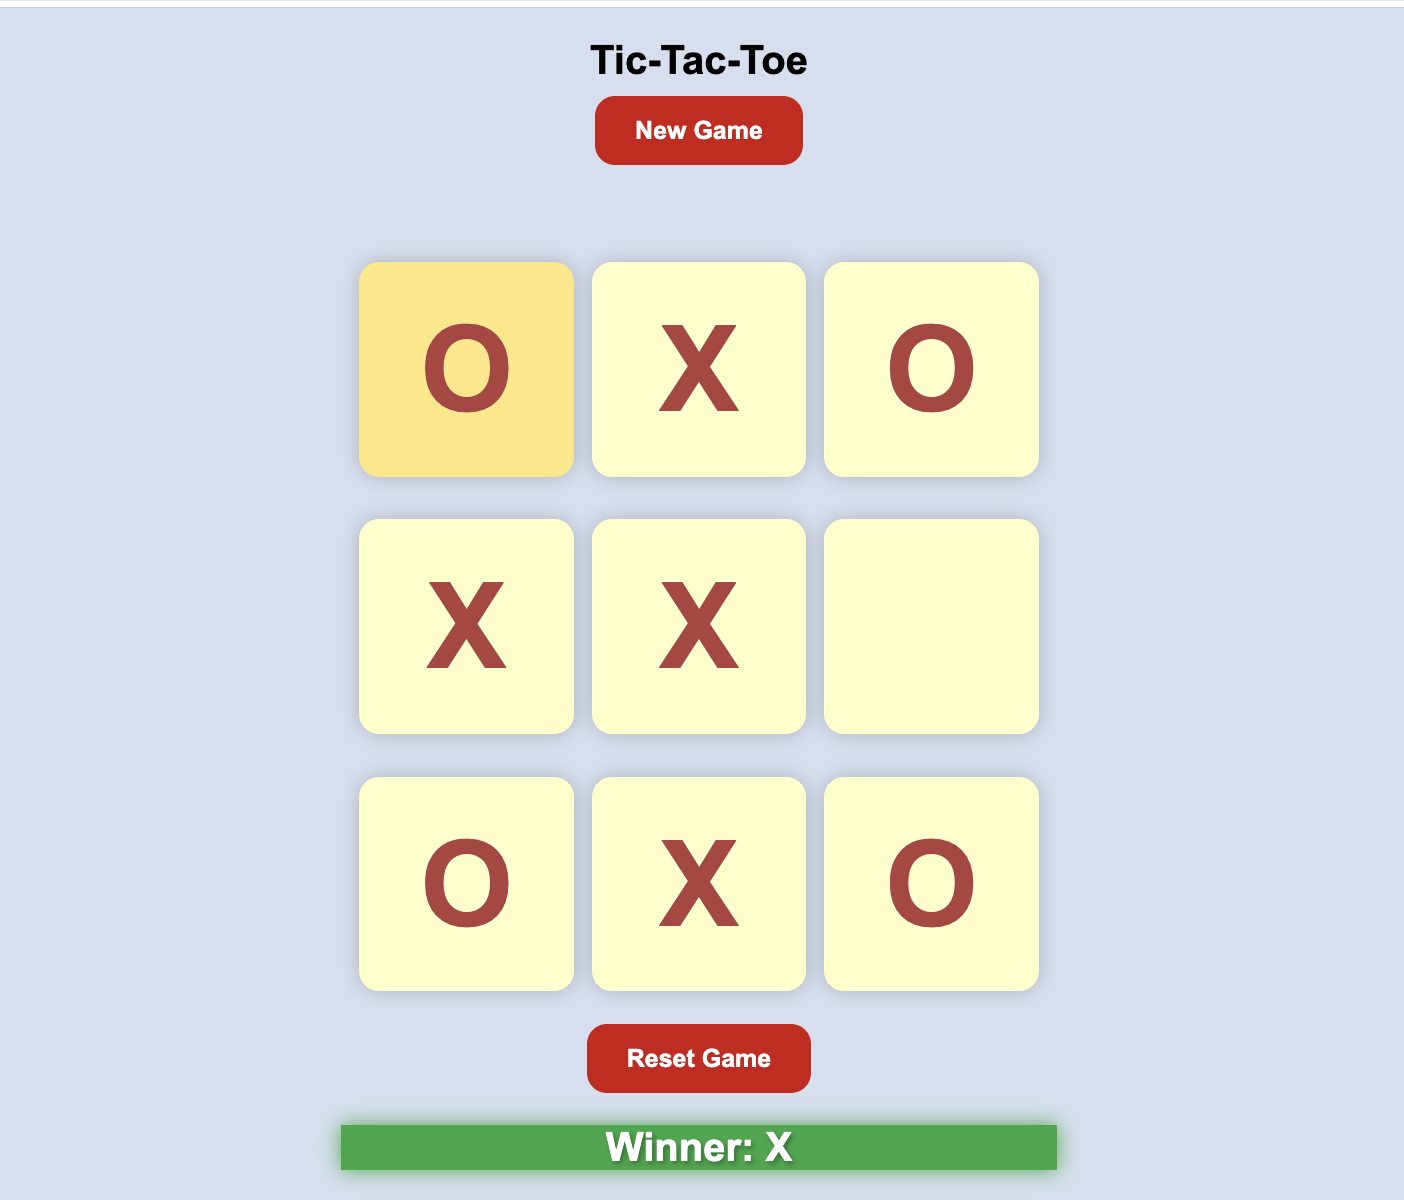 Tic-Tac-Toe
New Game
O X O
X X
O X O
Reset Game
Winner: X